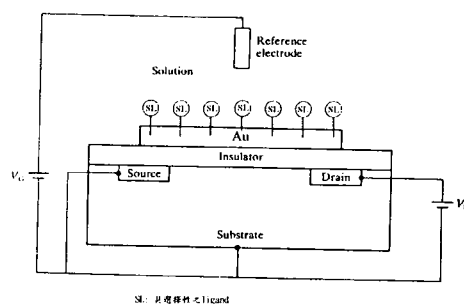 Reference
electrode
Solution
SL SL SL SL SL SL SL
Au
Insulator
Source
Drain
Substrate
SL: 具選擇性之ligand